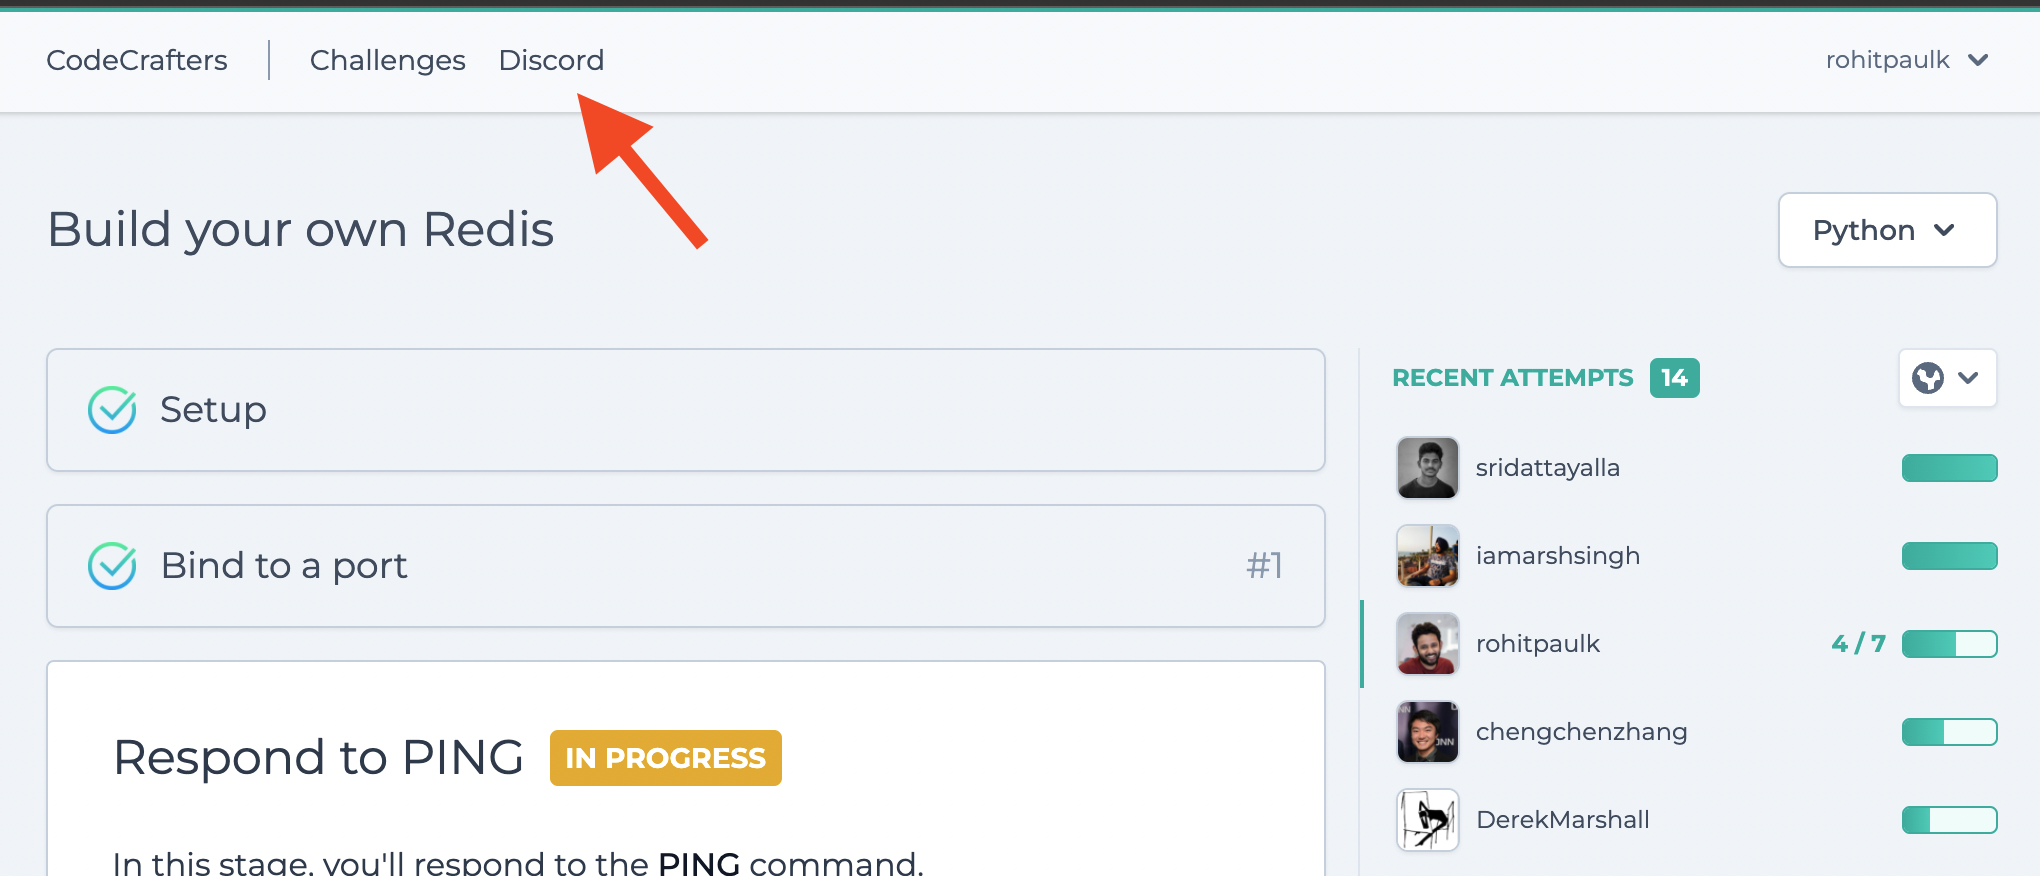 CodeCrafters
Challenges Discord
rohitpaulk
Build your own Redis
Python
Setup
Bind to a port
#1
Respond to PING
IN PROGRESS
In this stage, you'll respond to the PING command.
RECENT ATTEMPTS 14
sridattayalla
iamarshsingh
rohitpaulk 4 / 7
chengchenzhang
DerekMarshall